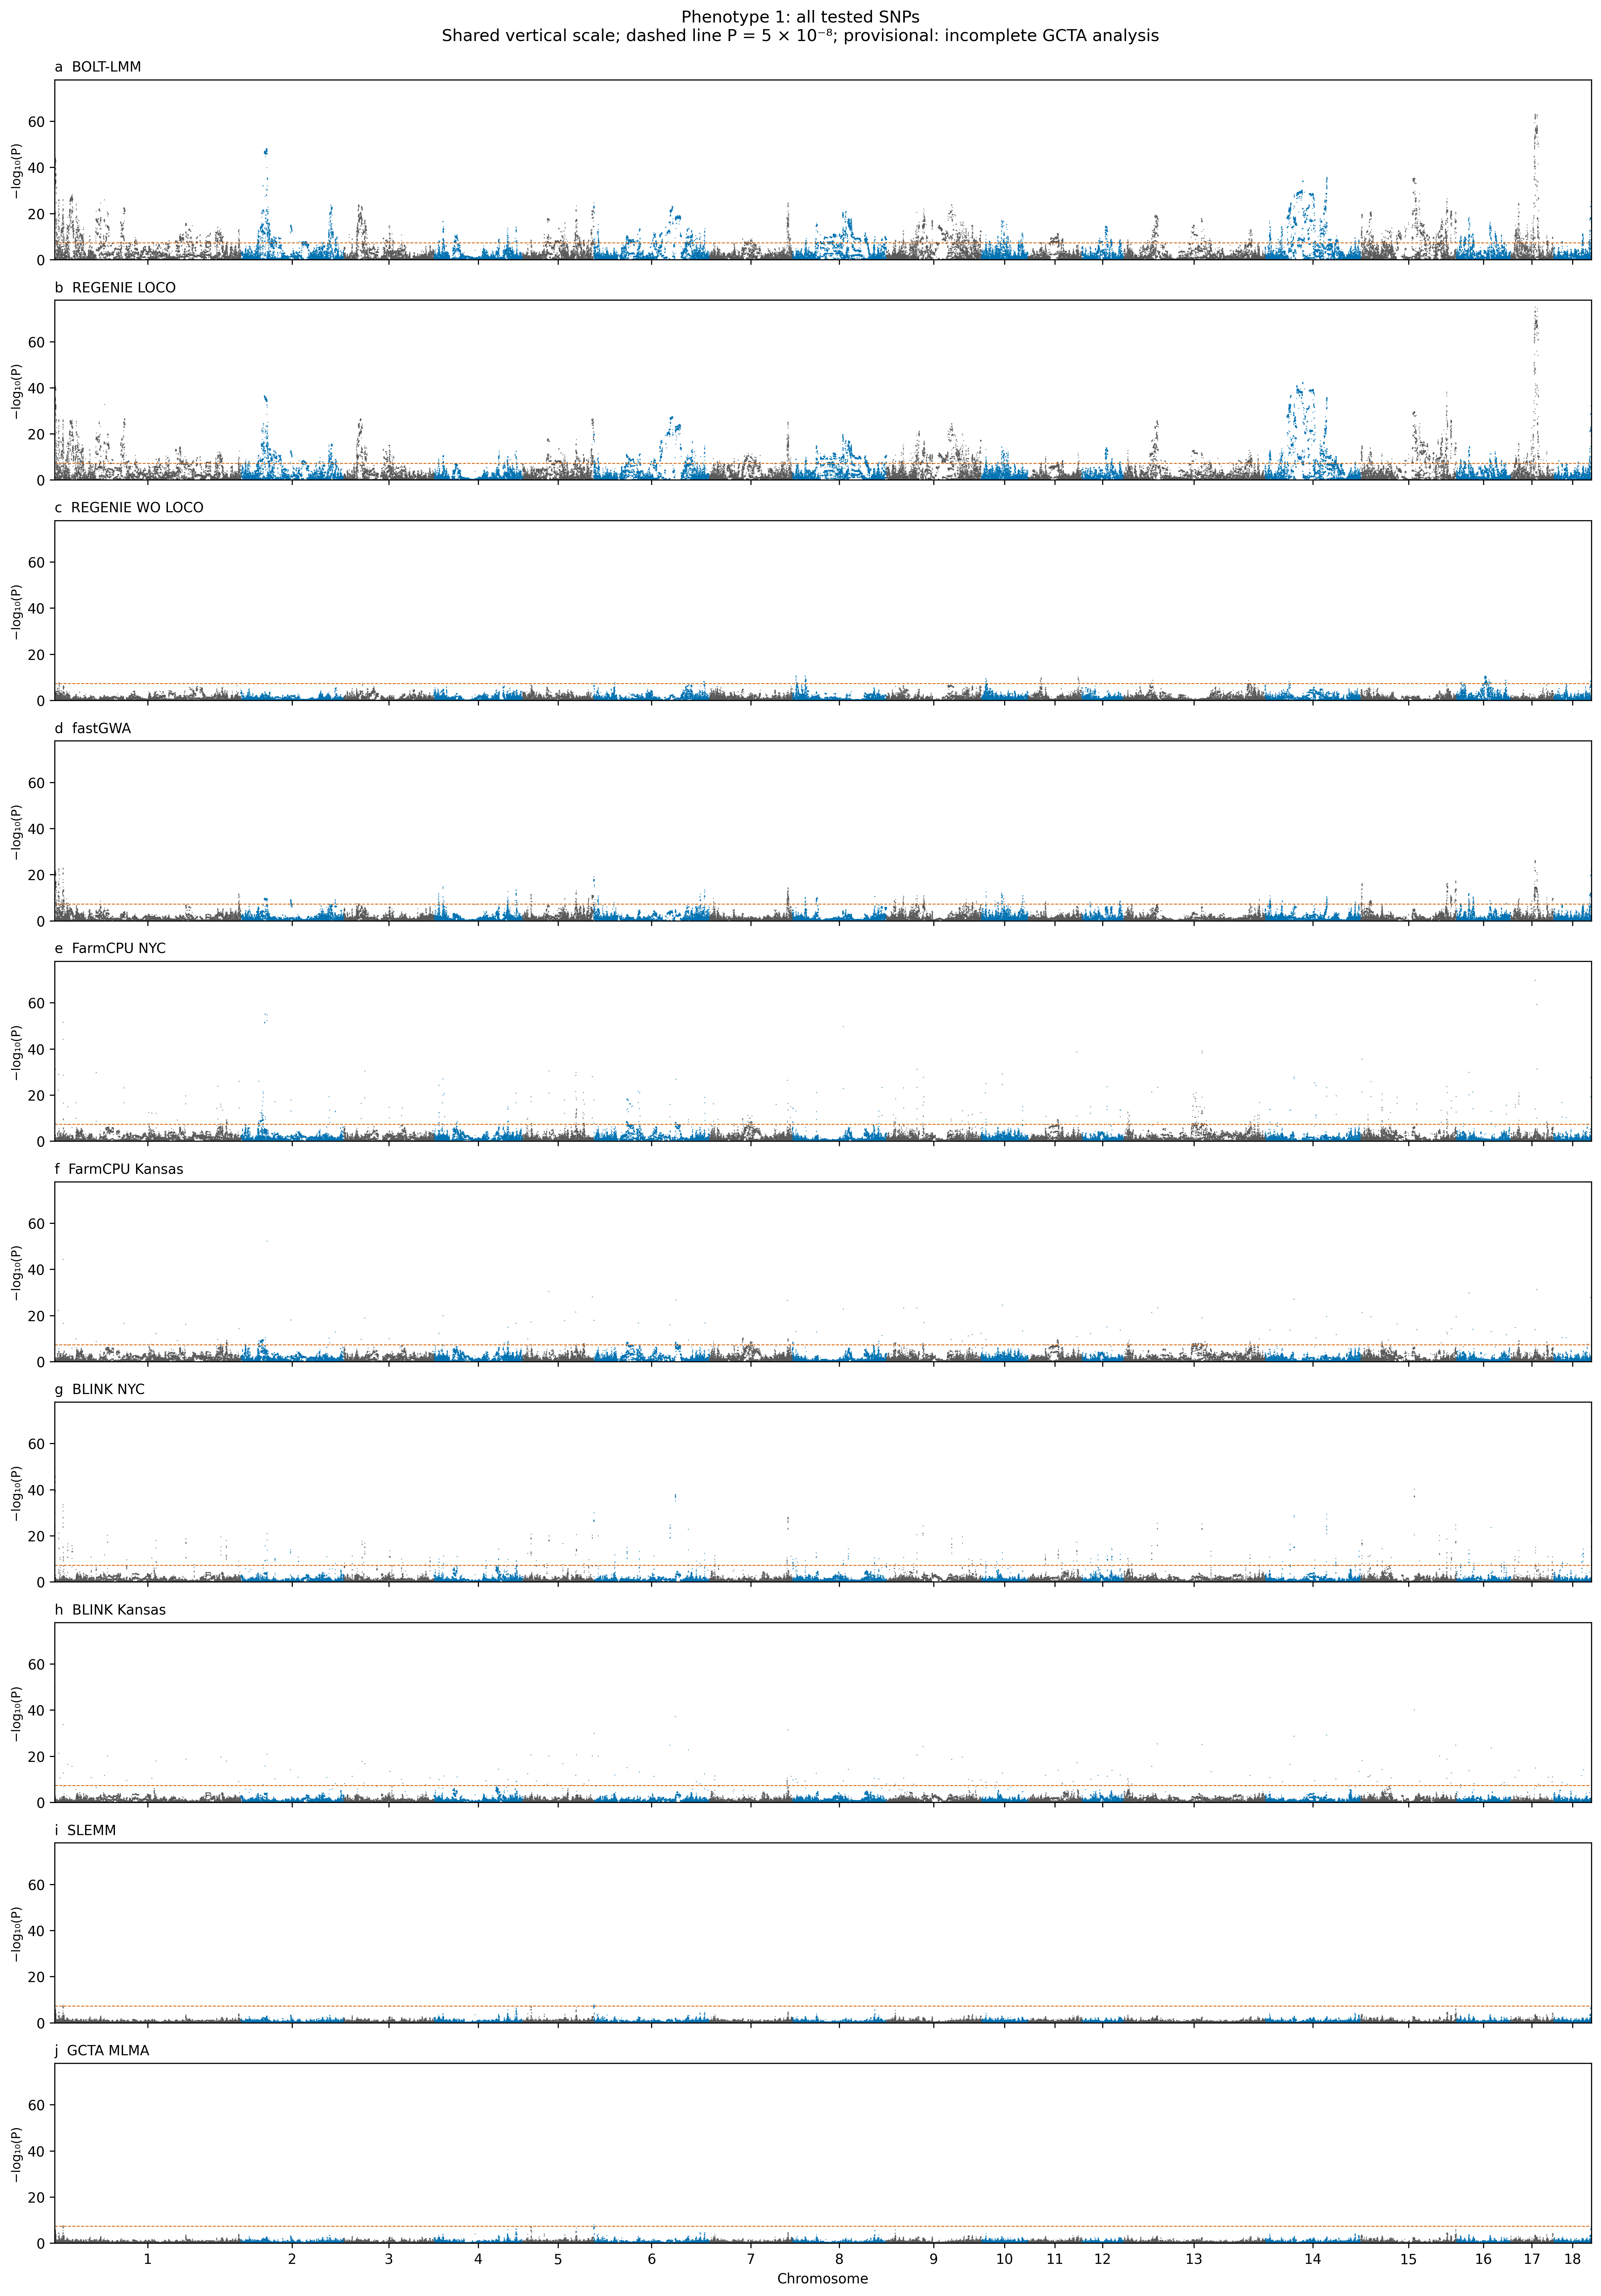 Phenotype 1: all tested SNPs
Shared vertical scale; dashed line P = 5 × 10⁻⁸; provisional: incomplete GCTA analysis
a BOLT-LMM
60
40
20
0
−log₁₀(P)
b REGENIE LOCO
60
40
20
0
−log₁₀(P)
c REGENIE WO LOCO
60
40
20
0
−log₁₀(P)
d fastGWA
60
40
20
0
−log₁₀(P)
e FarmCPU NYC
60
40
20
0
−log₁₀(P)
f FarmCPU Kansas
60
40
20
0
−log₁₀(P)
g BLINK NYC
60
40
20
0
−log₁₀(P)
h BLINK Kansas
60
40
20
0
−log₁₀(P)
i SLEMM
60
40
20
0
−log₁₀(P)
j GCTA MLMA
60
40
20
0
−log₁₀(P)
1 2 3 4 5 6 7 8 9 10 11 12 13 14 15 16 17 18
Chromosome